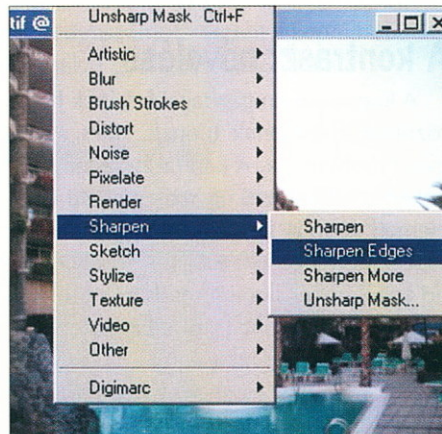 tif @
Unsharp Mask Ctrl+F
Artistic
Blur
Brush Strokes
Distort
Noise
Pixelate
Render
Sharpen
Sketch
Stylize
Texture
Video
Other
Digimarc
Sharpen
Sharpen Edges
Sharpen More
Unsharp Mask...